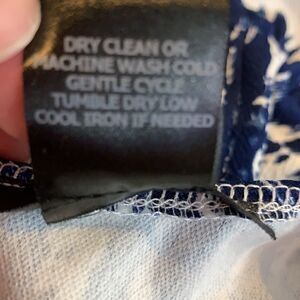 DRY CLEAN OR
MACHINE WASH COLD
GENTLE CYCLE
TUMBLE DRY LOW
COOL IRON IF NEEDED